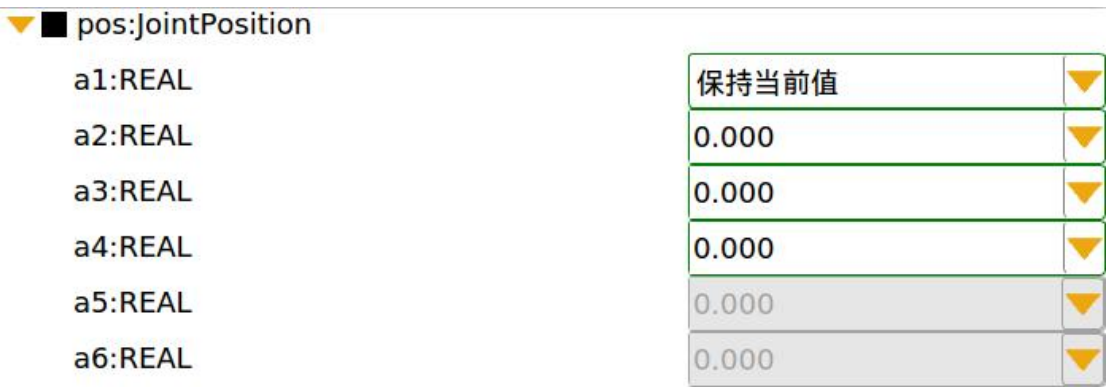 pos:JointPosition
a1:REAL 保持当前值
a2:REAL 0.000
a3:REAL 0.000
a4:REAL 0.000
a5:REAL 0.000
a6:REAL 0.000